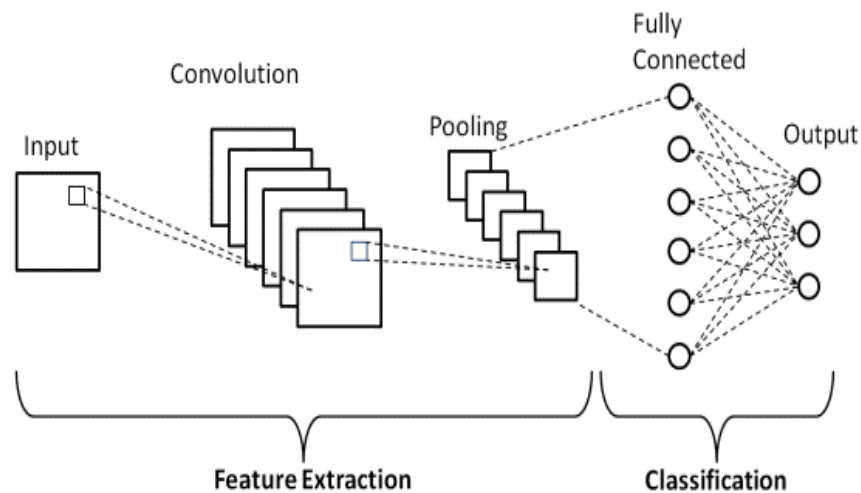 Fully
Connected
Convolution
Pooling
Output
Input
Feature Extraction
Classification